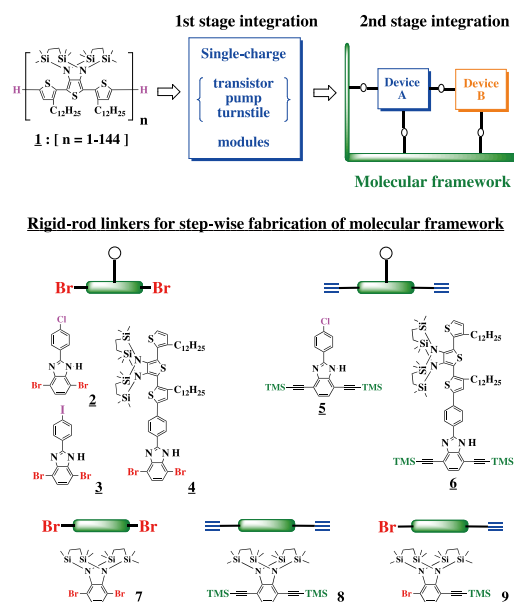 1st stage integration
2nd stage integration
Si Si Si Si
N N
H S S S H
C12H25 C12H25
n
1 : [ n = 1-144 ]
Single-charge
transistor
pump
turnstile
modules
Device
A
Device
B
Molecular framework
Rigid-rod linkers for step-wise fabrication of molecular framework
Br Br
Cl
N N-H
Br Br
2
I
N N-H
Br Br
3
S
C12H25
Si
Si N
S
Si N
Si
C12H25
S
N N-H
Br Br
4
Cl
N N-H
TMS TMS
5
S
C12H25
Si
Si N
S
Si N
Si
C12H25
S
N N-H
TMS TMS
6
Br Br
Si Si Si Si
N N
Br Br
7
Si Si Si Si
N N
TMS TMS
8
Br
Si Si Si Si
N N
Br TMS
9